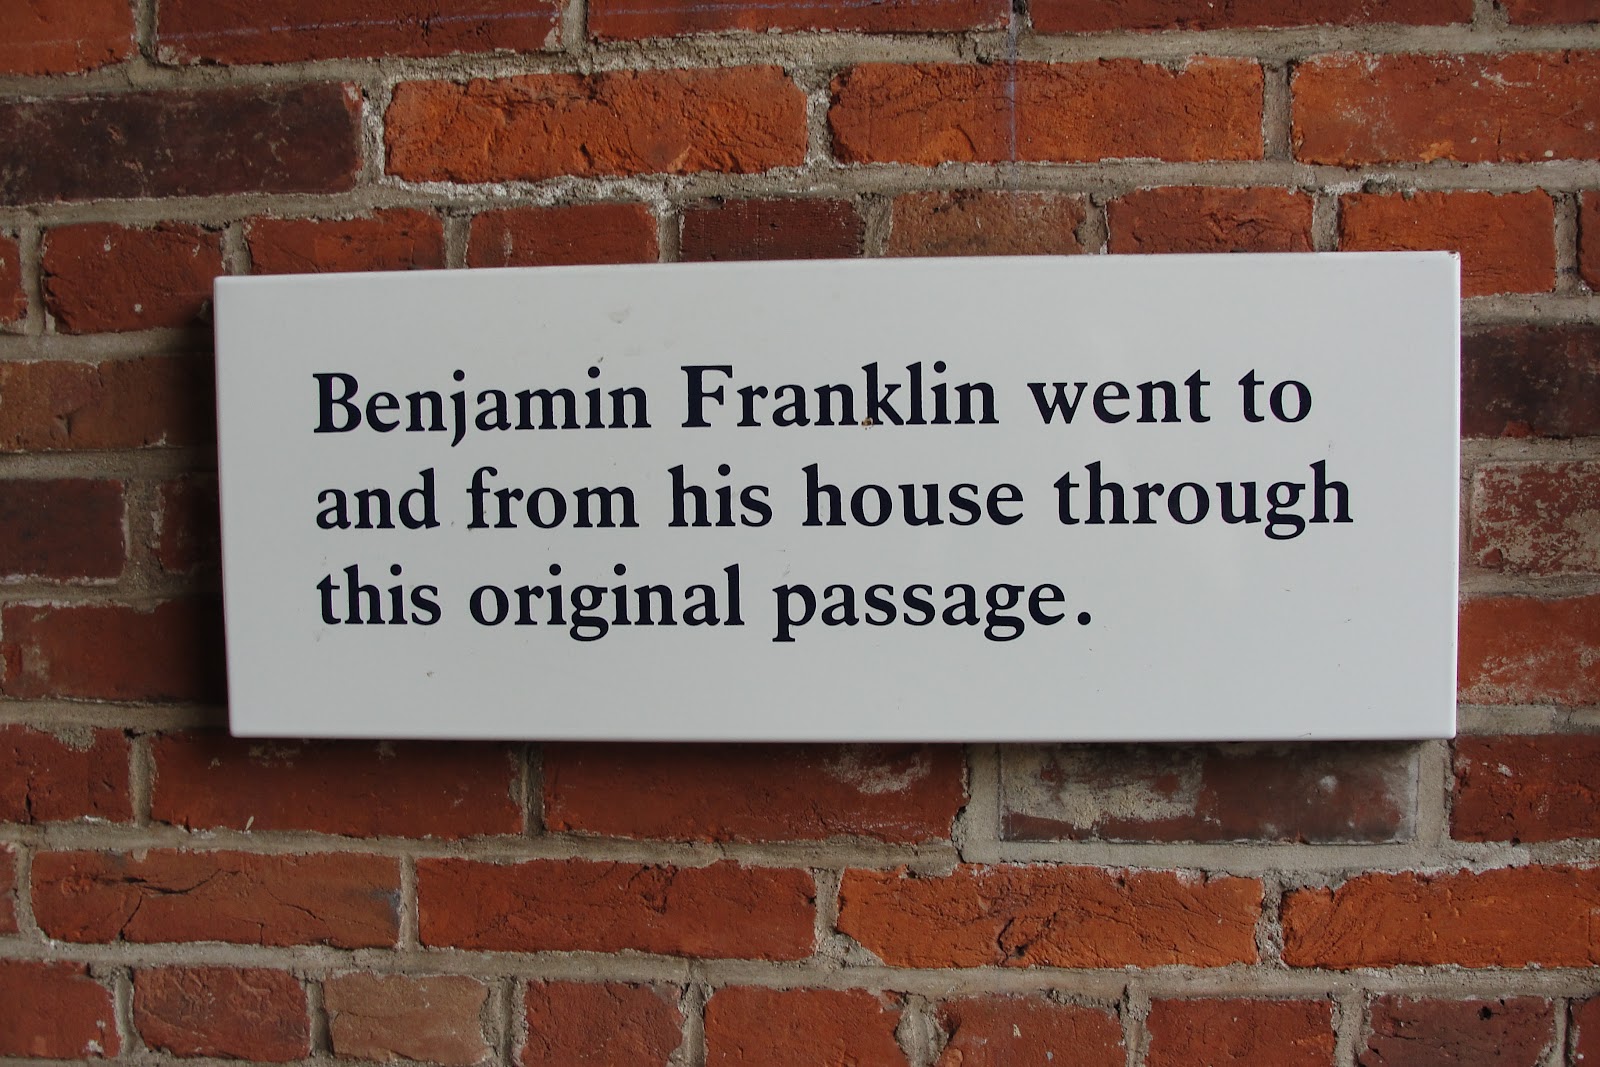 Benjamin Franklin went to
and from his house through
this original passage.